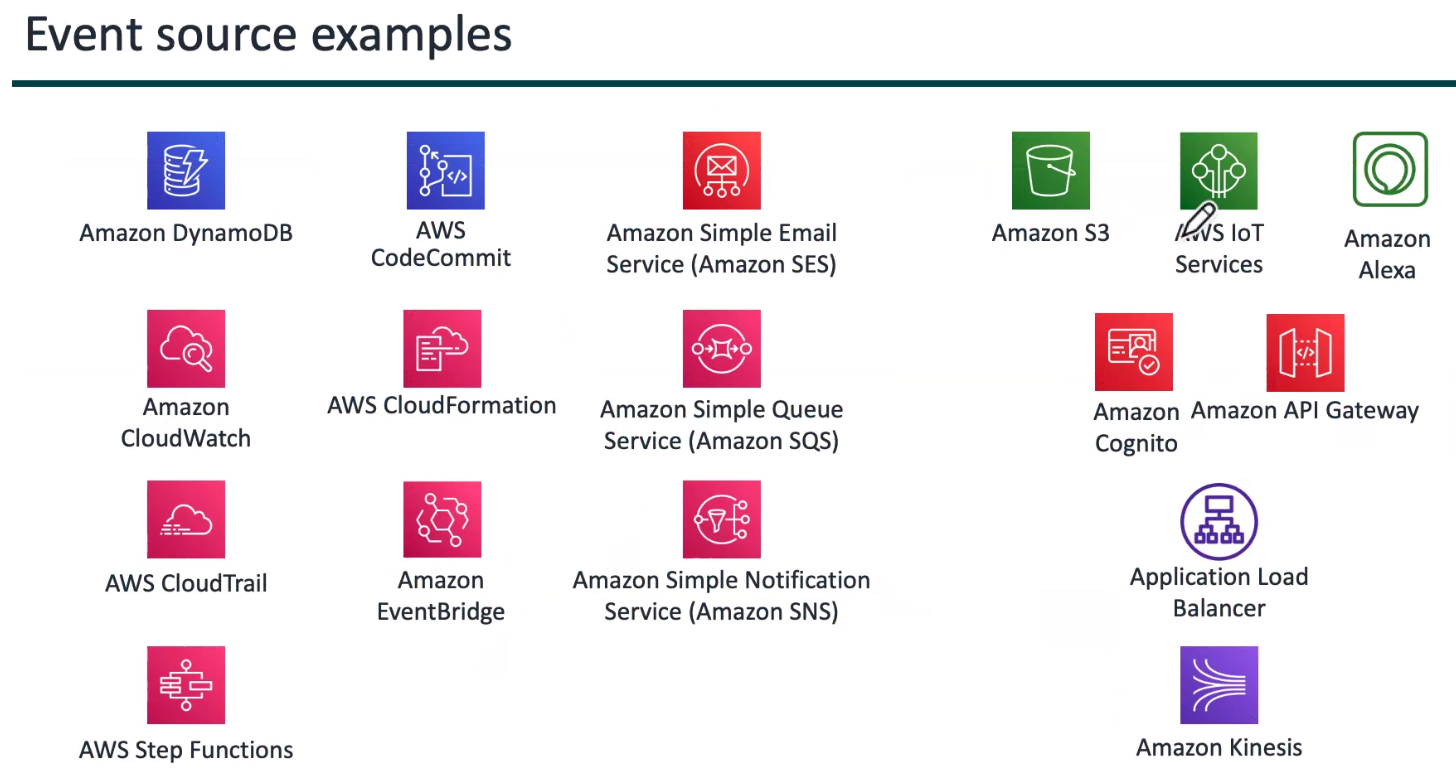 Event source examples
Amazon DynamoDB
AWS
CodeCommit
Amazon Simple Email
Service (Amazon SES)
Amazon S3
AWS IoT
Services
Amazon
Alexa
Amazon
CloudWatch
AWS CloudFormation
Amazon Simple Queue
Service (Amazon SQS)
Amazon
Cognito
Amazon API Gateway
AWS CloudTrail
Amazon
EventBridge
Amazon Simple Notification
Service (Amazon SNS)
Application Load
Balancer
AWS Step Functions
Amazon Kinesis